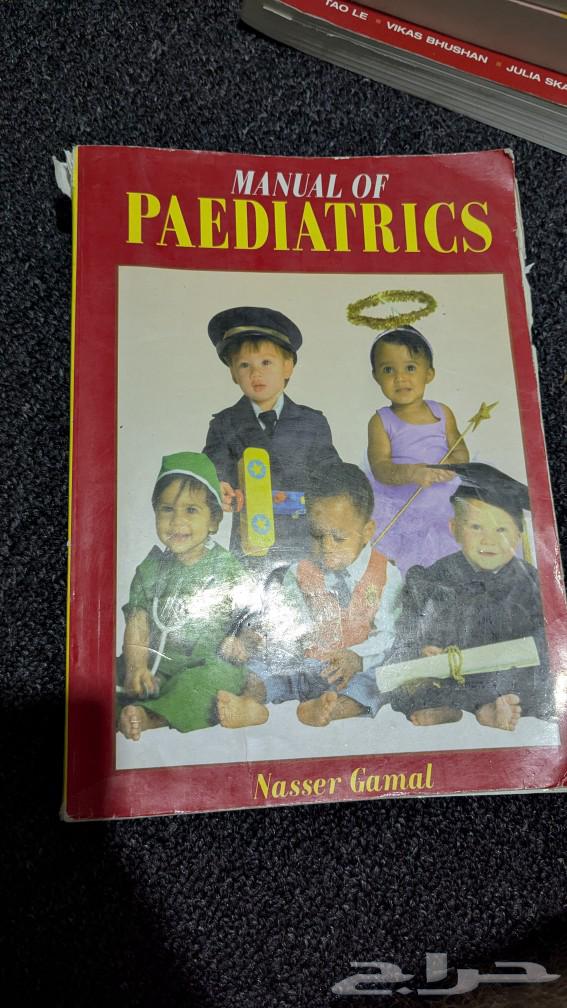 TAO LE ▪ VIKAS BHUSHAN ▪ JULIA SKA
MANUAL OF
PAEDIATRICS
Nasser Gamal
حراج